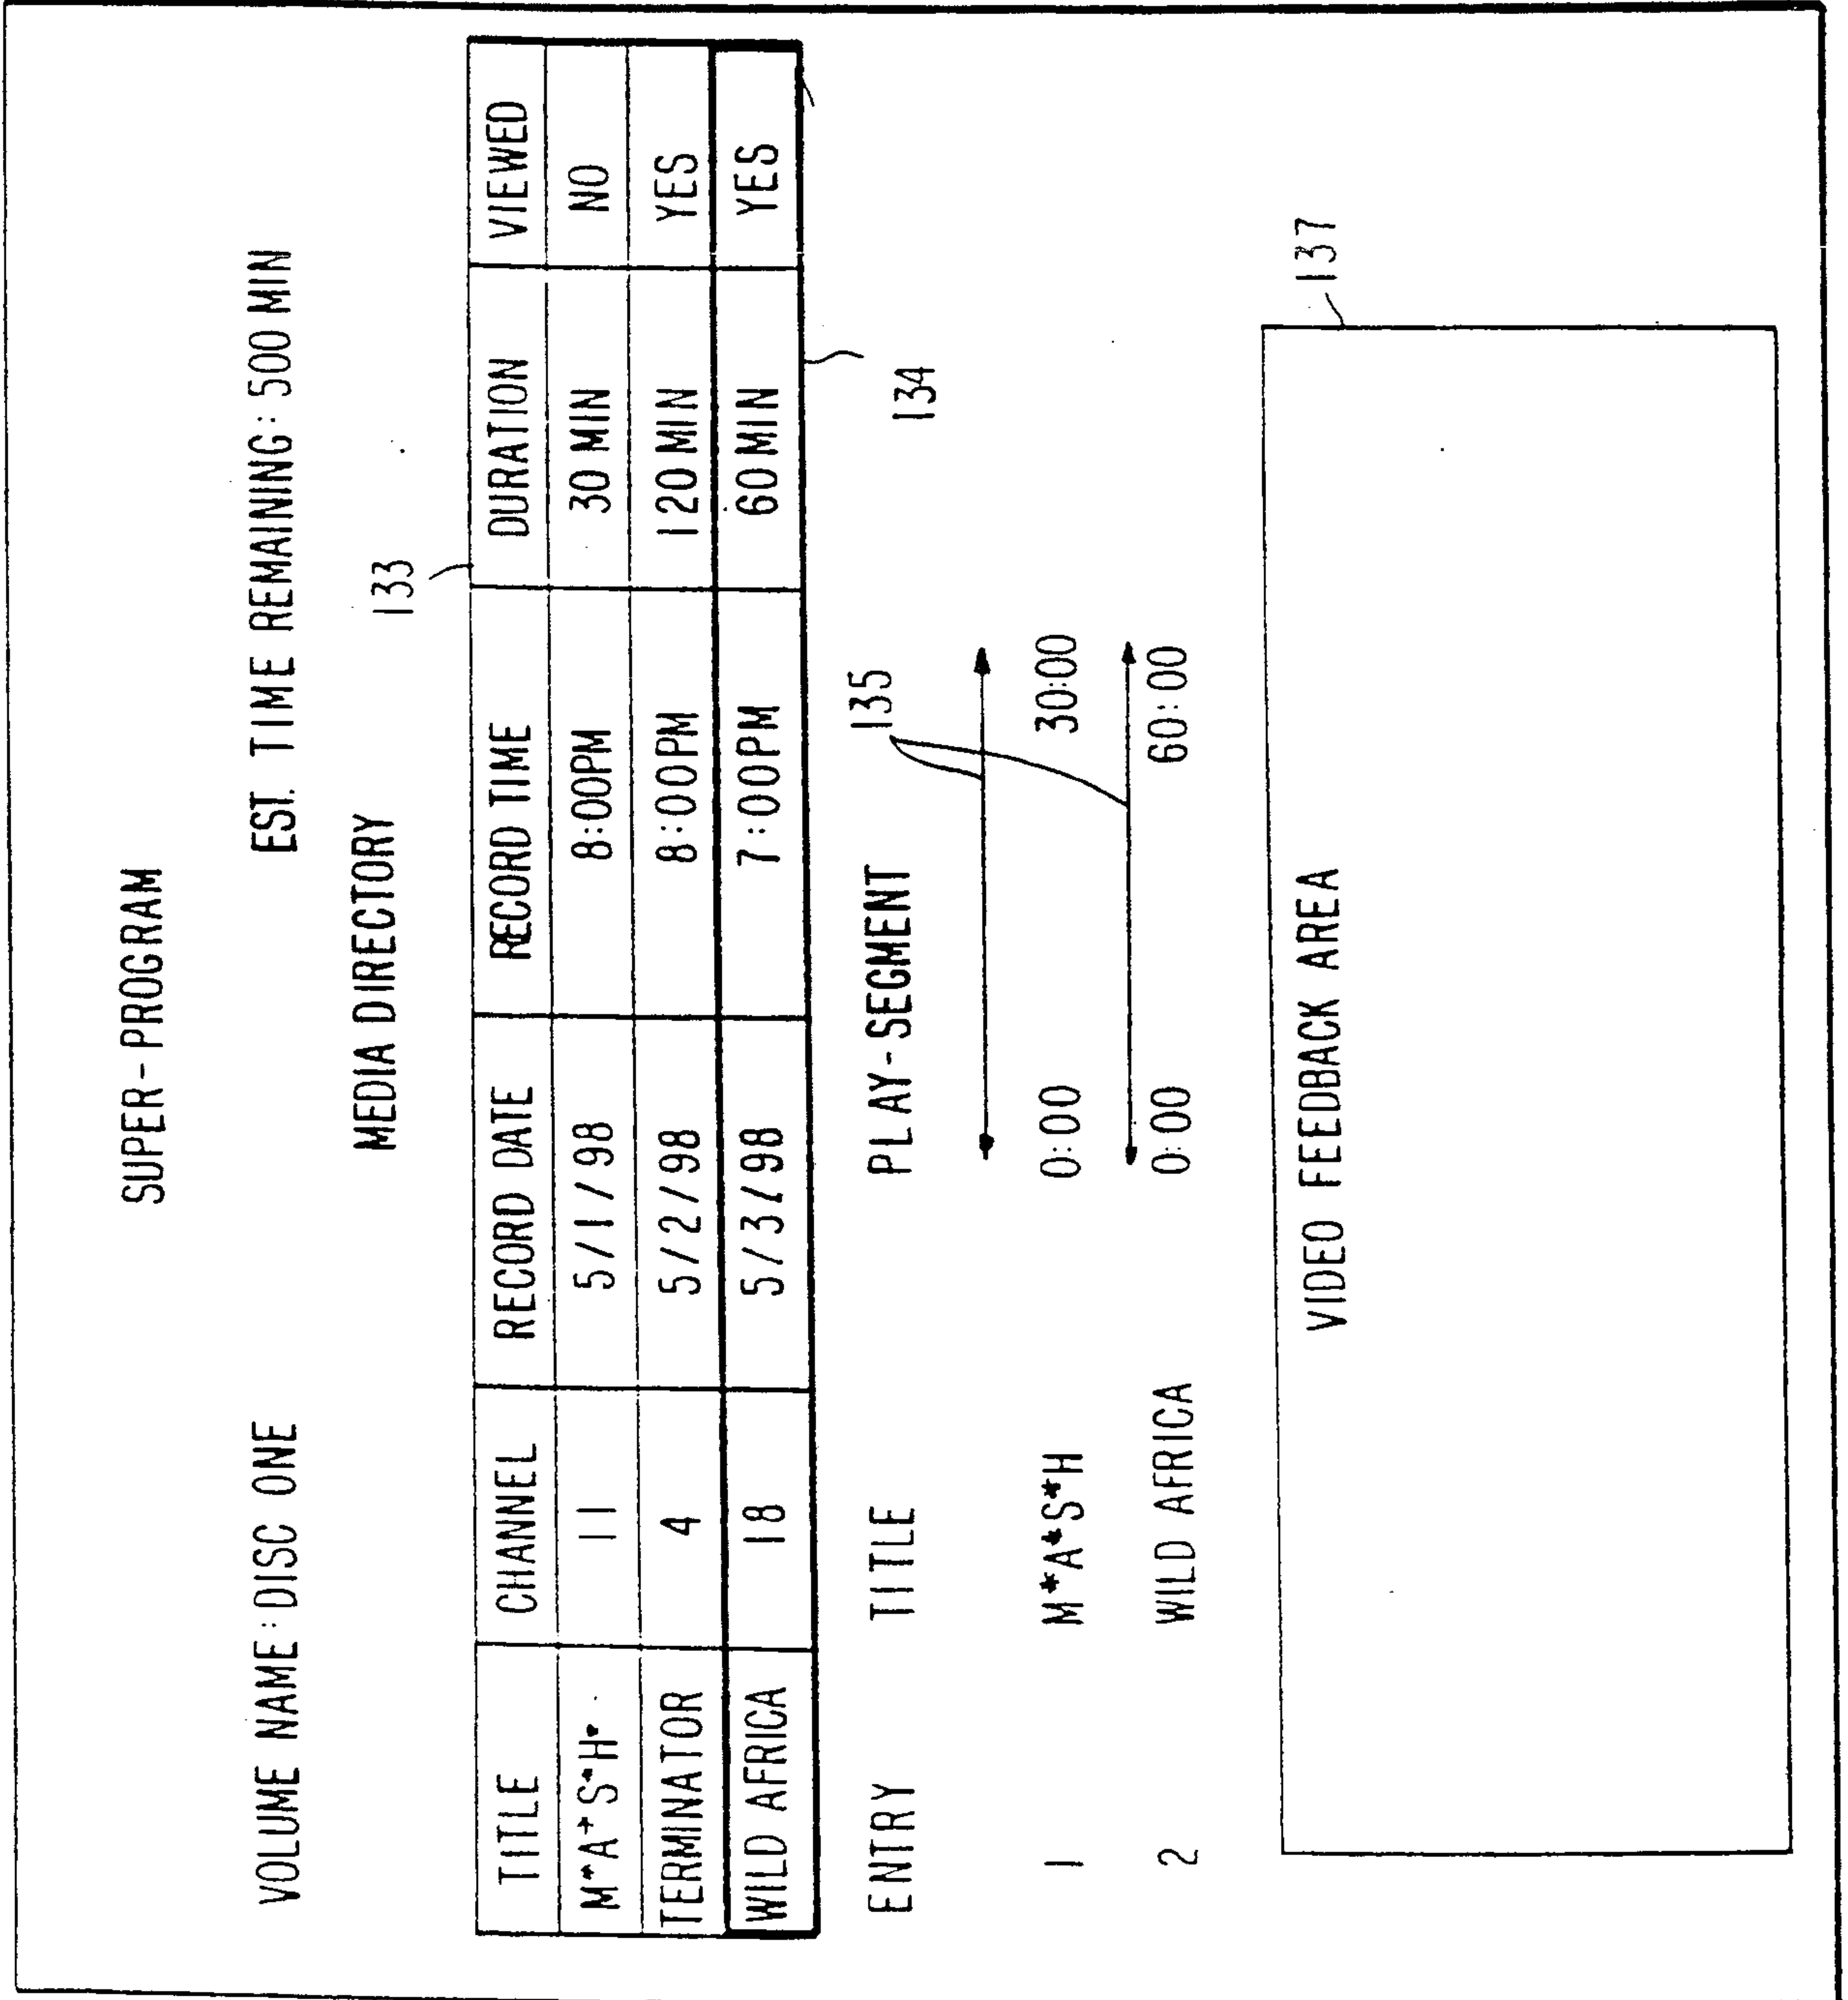 SUPER-PROGRAM
VOLUME NAME: DISC ONE EST. TIME REMAINING: 500 MIN
MEDIA DIRECTORY
133
TITLE CHANNEL RECORD DATE RECORD TIME DURATION VIEWED
M*A*S*H* 11 5/1/98 8:00PM 30 MIN NO
TERMINATOR 4 5/2/98 8:00PM 120 MIN YES
WILD AFRICA 18 5/3/98 7:00PM 60 MIN YES
134
135
ENTRY TITLE PLAY-SEGMENT
1 M*A*S*H 0:00 30:00
2 WILD AFRICA 0:00 60:00
137
VIDEO FEEDBACK AREA